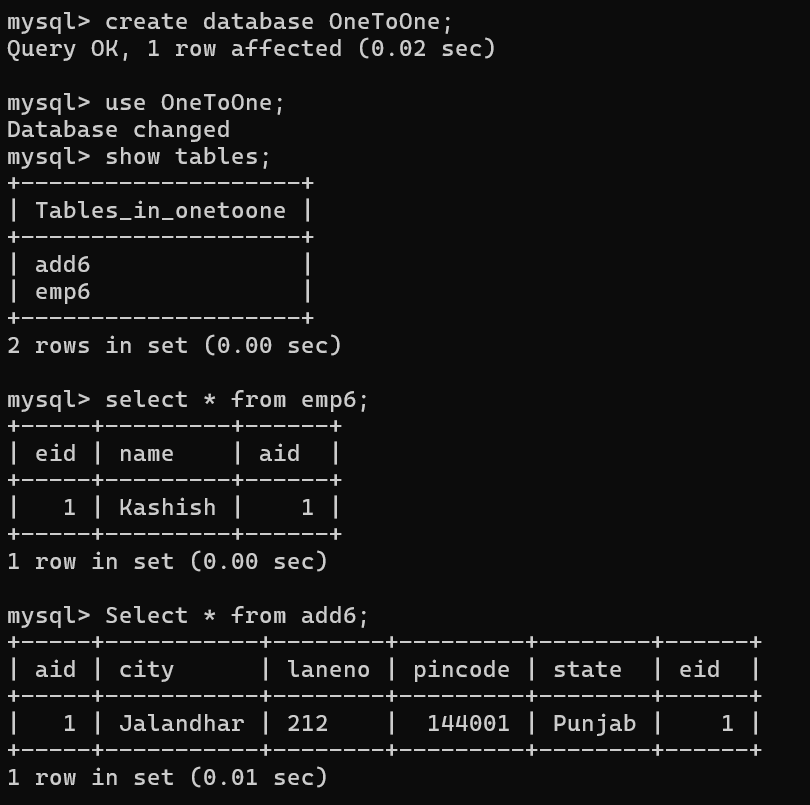 mysql> create database OneToOne;
Query OK, 1 row affected (0.02 sec)

mysql> use OneToOne;
Database changed
mysql> show tables;
+--------------------+
| Tables_in_onetoone |
+--------------------+
| add6               |
| emp6               |
+--------------------+
2 rows in set (0.00 sec)

mysql> select * from emp6;
+-----+---------+------+
| eid | name    | aid  |
+-----+---------+------+
|   1 | Kashish |    1 |
+-----+---------+------+
1 row in set (0.00 sec)

mysql> Select * from add6;
+-----+-----------+--------+---------+--------+------+
| aid | city      | laneno | pincode | state  | eid  |
+-----+-----------+--------+---------+--------+------+
|   1 | Jalandhar | 212    |  144001 | Punjab |    1 |
+-----+-----------+--------+---------+--------+------+
1 row in set (0.01 sec)